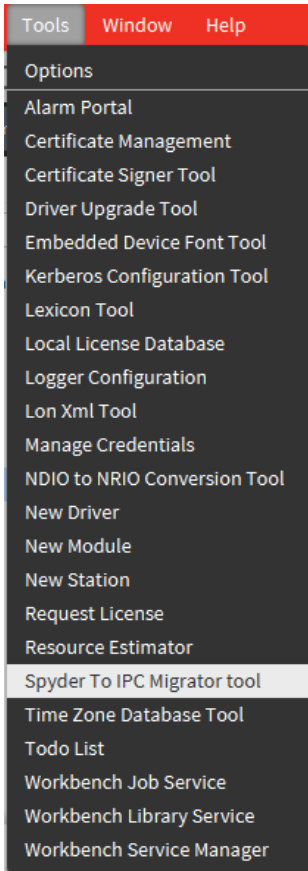 Tools Window Help
Options
Alarm Portal
Certificate Management
Certificate Signer Tool
Driver Upgrade Tool
Embedded Device Font Tool
Kerberos Configuration Tool
Lexicon Tool
Local License Database
Logger Configuration
Lon Xml Tool
Manage Credentials
NDIO to NRIO Conversion Tool
New Driver
New Module
New Station
Request License
Resource Estimator
Spyder To IPC Migrator tool
Time Zone Database Tool
Todo List
Workbench Job Service
Workbench Library Service
Workbench Service Manager